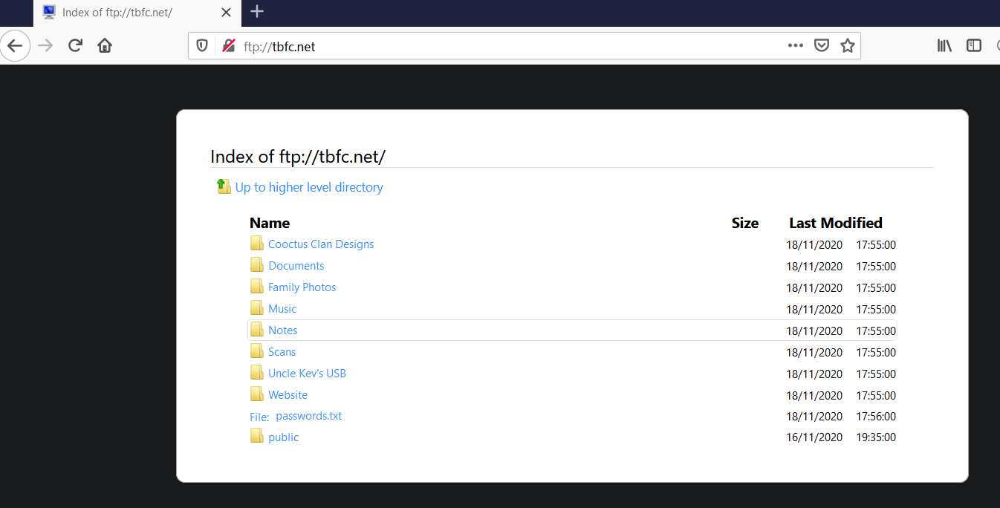 Index of ftp://tbfc.net/
ftp://tbfc.net
Index of ftp://tbfc.net/
Up to higher level directory
Name Size Last Modified
Cooctus Clan Designs 18/11/2020 17:55:00
Documents 18/11/2020 17:55:00
Family Photos 18/11/2020 17:55:00
Music 18/11/2020 17:55:00
Notes 18/11/2020 17:55:00
Scans 18/11/2020 17:55:00
Uncle Kev's USB 18/11/2020 17:55:00
Website 18/11/2020 17:55:00
File: passwords.txt 18/11/2020 17:56:00
public 16/11/2020 19:35:00